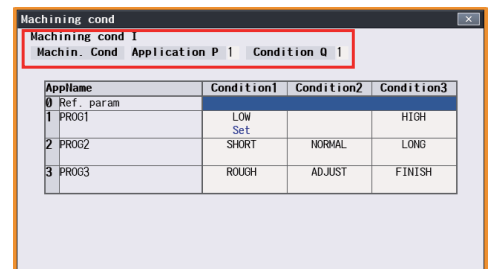 Machining cond
Machining cond I
Machin. Cond Application P 1 Condition Q 1
AppName Condition1 Condition2 Condition3
0 Ref. param
1 PROG1 LOW HIGH
Set
2 PROG2 SHORT NORMAL LONG
3 PROG3 ROUGH ADJUST FINISH